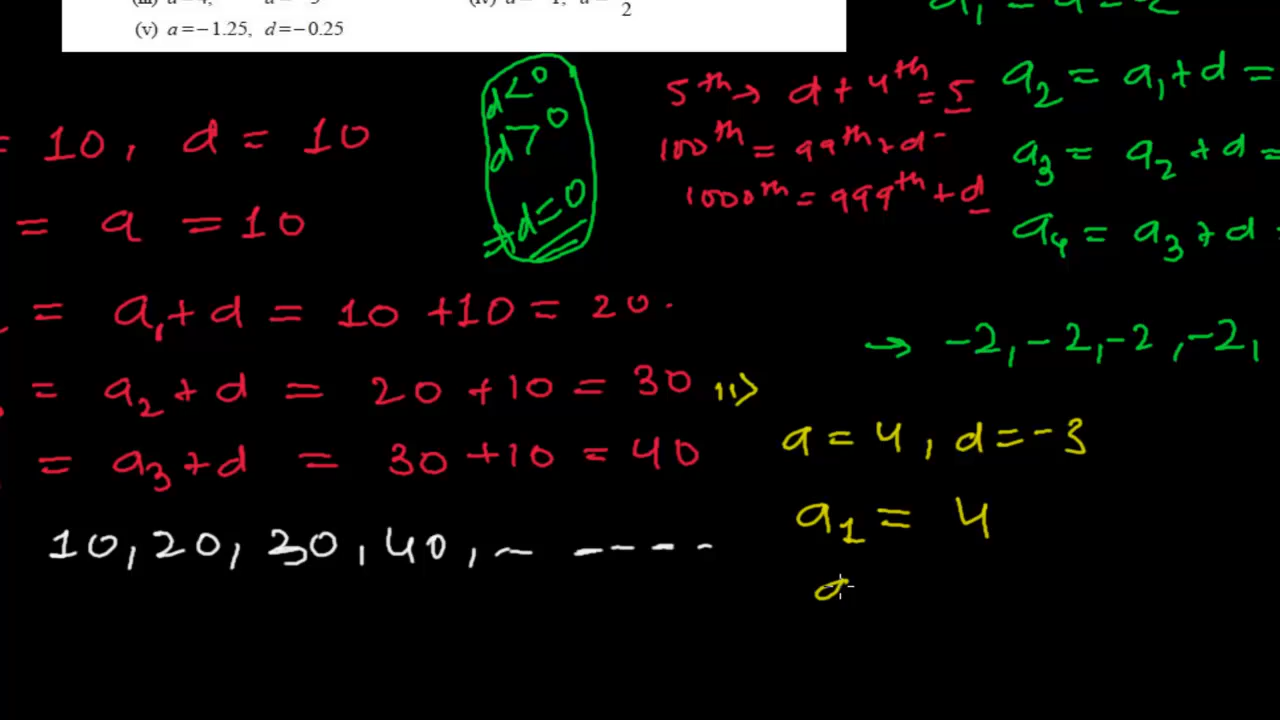 (v) a=−1.25, d=−0.25
2
= 10, d = 10
= a = 10
= a1+d = 10 +10 = 20.
= a2 + d = 20 +10 = 30
= a3+d = 30 +10 = 40
10, 20, 30, 40, ~ - - - -
d<0
d>0
d=0
5th → d + 4th = 5
100th = 99th + d
1000th = 999th + d
a2 = a1+d =
a3 = a2 + d =
a4 = a3 + d
→ -2, -2, -2, -2,
11>
a = 4, d = -3
a1 = 4